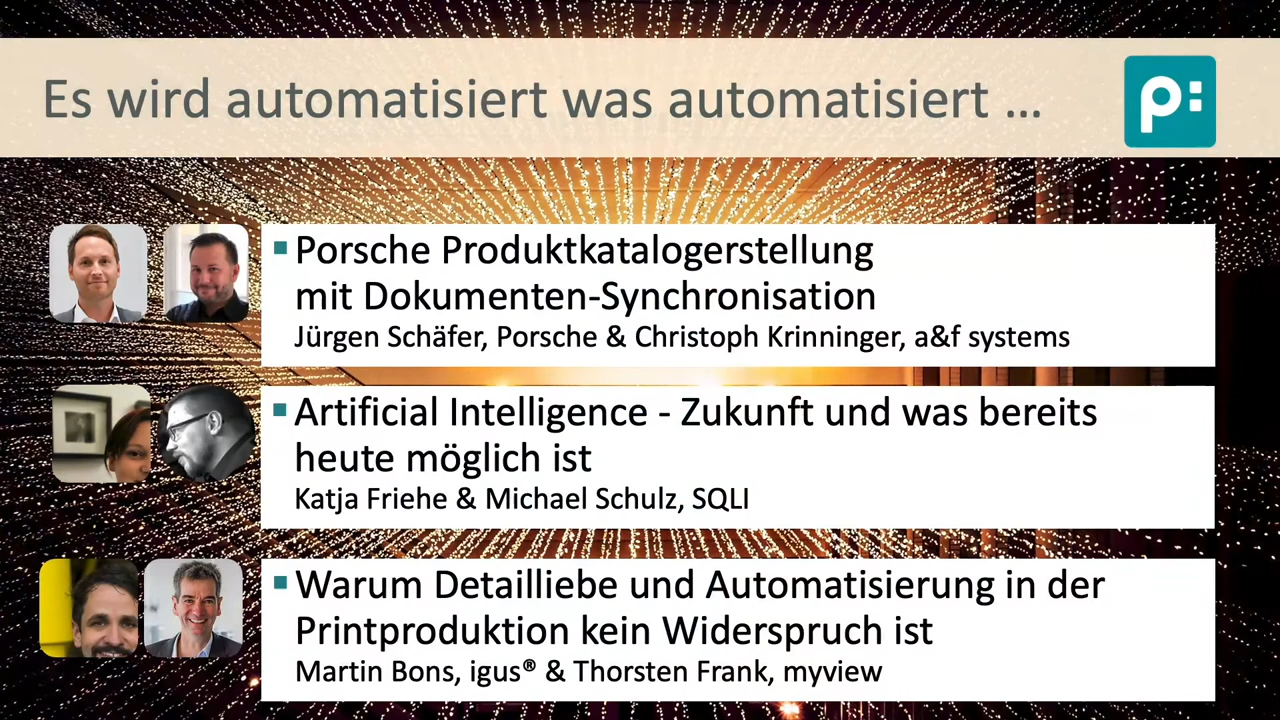 Es wird automatisiert was automatisiert ...
p:
▪ Porsche Produktkatalogerstellung
mit Dokumenten-Synchronisation
Jürgen Schäfer, Porsche & Christoph Krinninger, a&f systems
▪ Artificial Intelligence - Zukunft und was bereits
heute möglich ist
Katja Friehe & Michael Schulz, SQLI
▪ Warum Detailliebe und Automatisierung in der
Printproduktion kein Widerspruch ist
Martin Bons, igus® & Thorsten Frank, myview